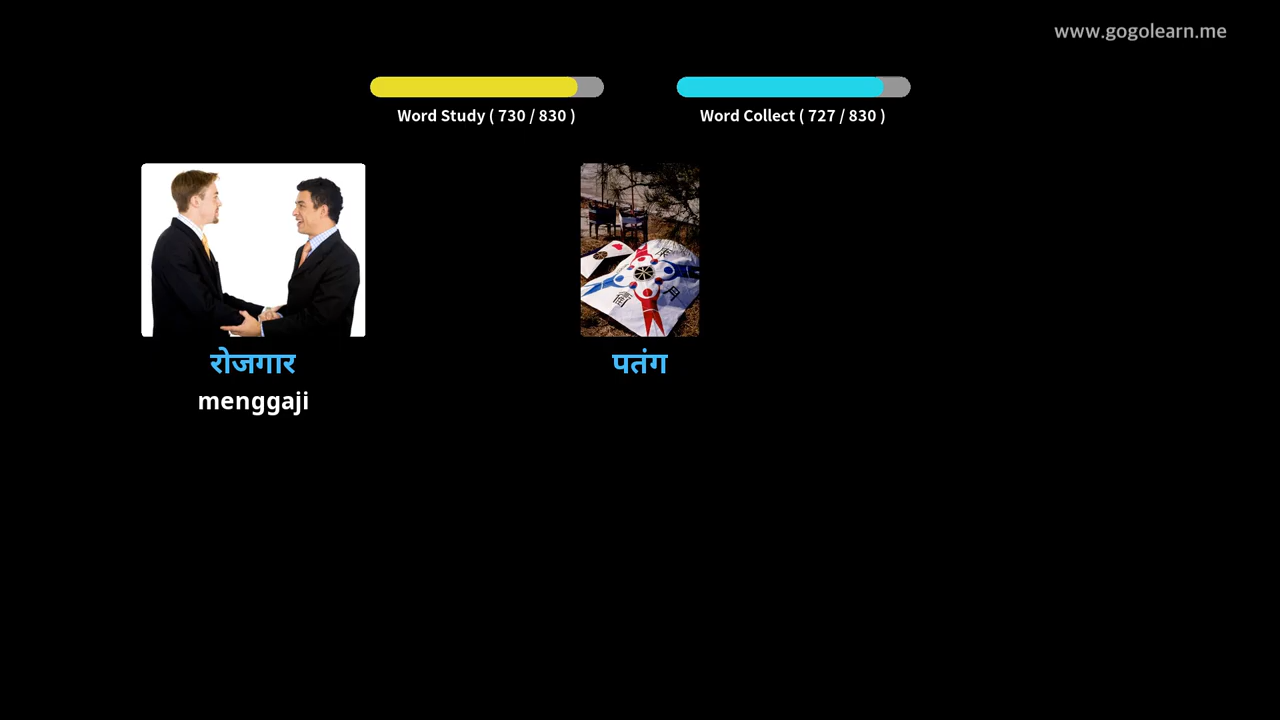 www.gogolearn.me
Word Study ( 730 / 830 )
Word Collect ( 727 / 830 )
रोजगार
menggaji
पतंग